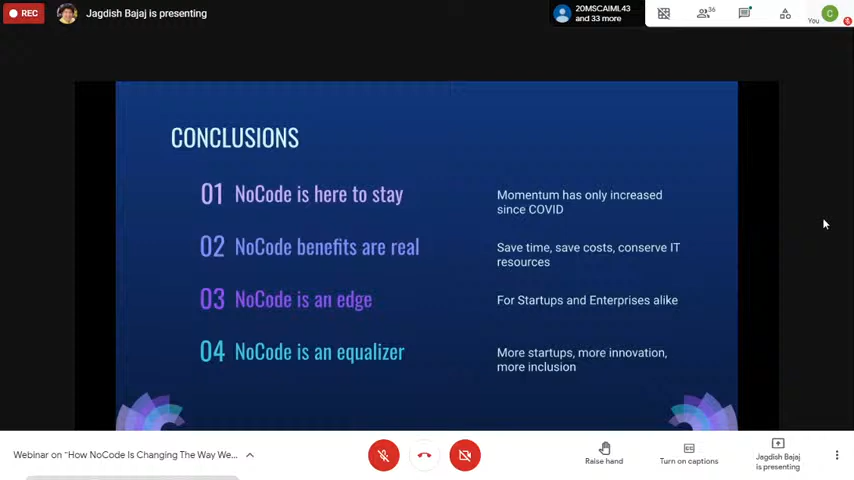 REC
Jagdish Bajaj is presenting
20MSCAIML43
and 33 more
36
C
You
CONCLUSIONS
01 NoCode is here to stay
Momentum has only increased
since COVID
02 NoCode benefits are real
Save time, save costs, conserve IT
resources
03 NoCode is an edge
For Startups and Enterprises alike
04 NoCode is an equalizer
More startups, more innovation,
more inclusion
Webinar on "How NoCode Is Changing The Way We...
Raise hand
Turn on captions
Jagdish Bajaj
is presenting